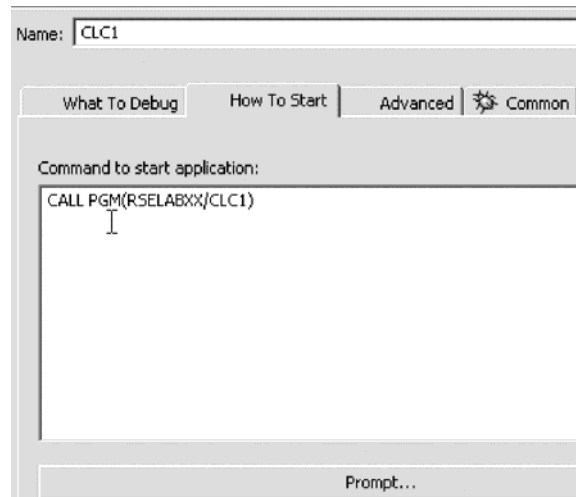 Name: CLC1
What To Debug How To Start Advanced Common
Command to start application:
CALL PGM(RSELABXX/CLC1)
Prompt...